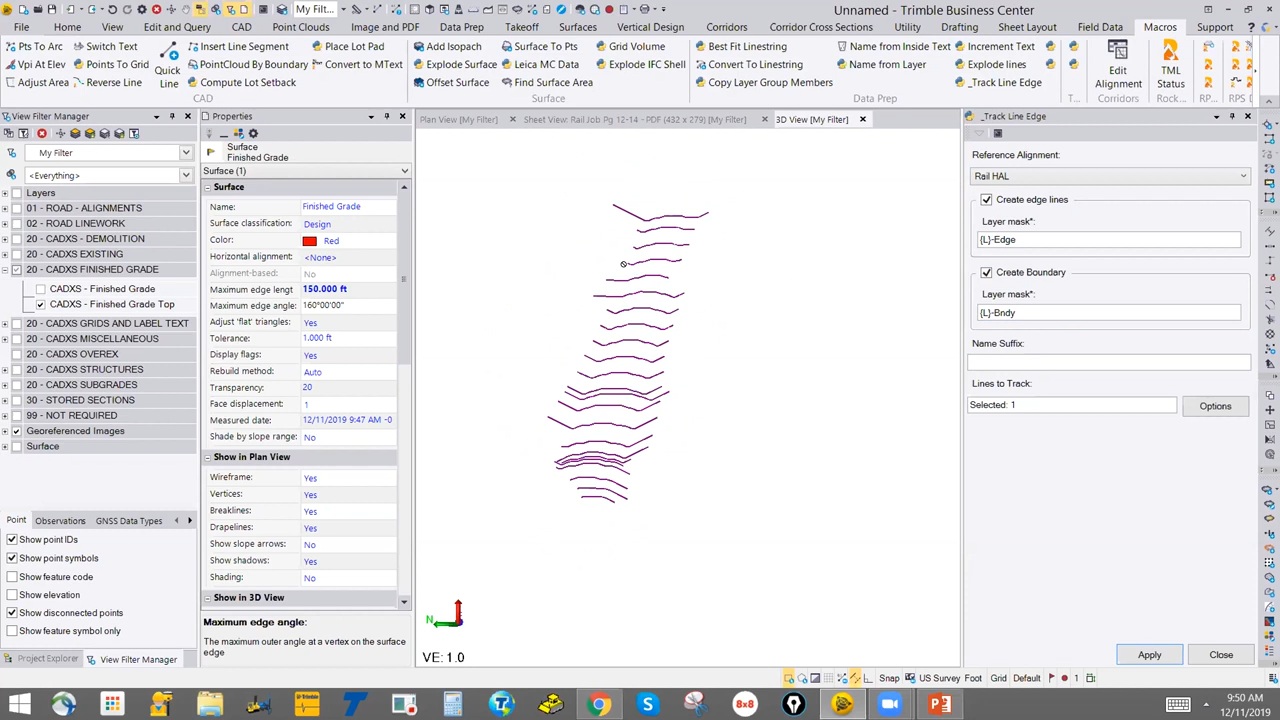 My Filt...
Unnamed - Trimble Business Center
File
Home
Edit and Query
CAD
Point Clouds
Image and PDF
Data Prep
Takeoff
Surfaces
Vertical Design
Corridors
Corridor Cross Sections
Utility
Drafting
Sheet Layout
Field Data
Macros
Support
Pts To Arc
Switch Text
Vpi At Elev
Points To Grid
Adjust Area
Reverse Line
Quick
Line
Insert Line Segment
Place Lot Pad
PointCloud By Boundary
Convert to MText
Compute Lot Setback
CAD
Add Isopach
Surface To Pts
Grid Volume
Explode Surface
Leica MC Data
Explode IFC Shell
Offset Surface
Find Surface Area
Surface
Best Fit Linestring
Name from Inside Text
Increment Text
Convert To Linestring
Name from Layer
Explode lines
Copy Layer Group Members
_Track Line Edge
Data Prep
T...
Edit
Alignment
Corridors
TML
Status
Rock...
RP...
RPS D
View Filter Manager
My Filter
<Everything>
Layers
01 - ROAD - ALIGNMENTS
02 - ROAD LINEWORK
20 - CADXS - DEMOLITION
20 - CADXS EXISTING
20 - CADXS FINISHED GRADE
CADXS - Finished Grade
CADXS - Finished Grade Top
20 - CADXS GRIDS AND LABEL TEXT
20 - CADXS MISCELLANEOUS
20 - CADXS OVEREX
20 - CADXS STRUCTURES
20 - CADXS SUBGRADES
30 - STORED SECTIONS
99 - NOT REQUIRED
Georeferenced Images
Surface
Point
Observations
GNSS Data Types
Show point IDs
Show point symbols
Show feature code
Show elevation
Show disconnected points
Show feature symbol only
Project Explorer
View Filter Manager
Properties
Surface
Finished Grade
Surface (1)
Surface
Name: Finished Grade
Surface classification: Design
Color: Red
Horizontal alignment: <None>
Alignment-based: No
Maximum edge lengt 150.000 ft
Maximum edge angle: 160°00'00"
Adjust 'flat' triangles: Yes
Tolerance: 1.000 ft
Display flags: Yes
Rebuild method: Auto
Transparency: 20
Face displacement: 1
Measured date: 12/11/2019 9:47 AM -0
Shade by slope range: No
Show in Plan View
Wireframe: Yes
Vertices: Yes
Breaklines: Yes
Drapelines: Yes
Show slope arrows: No
Show shadows: Yes
Shading: No
Show in 3D View
Maximum edge angle:
The maximum outer angle at a vertex on the surface
edge
Plan View [My Filter]
Sheet View: Rail Job Pg 12-14 - PDF (432 x 279) [My Filter]
3D View [My Filter]
N
VE: 1.0
_Track Line Edge
Reference Alignment:
Rail HAL
Create edge lines
Layer mask*:
{L}-Edge
Create Boundary
Layer mask*:
{L}-Bndy
Name Suffix:
Lines to Track:
Selected: 1
Options
Apply
Close
Snap
US Survey
Foot
Grid
Default
1
8x8
9:50 AM
12/11/2019